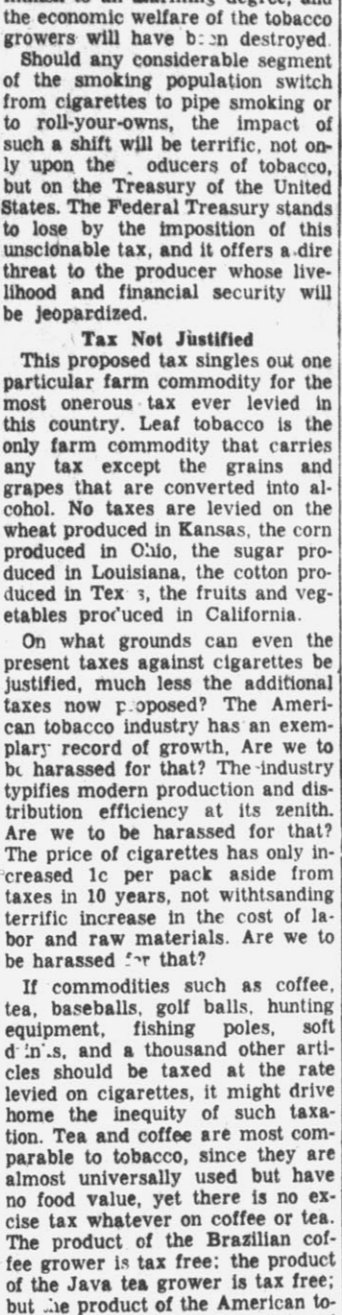 the economic welfare of the tobacco
growers will have been destroyed.
Should any considerable segment
of the smoking population switch
from cigarettes to pipe smoking or
to roll-your-owns, the impact of
such a shift will be terrific, not on-
ly upon the oducers of tobacco,
but on the Treasury of the United
States. The Federal Treasury stands
to lose by the imposition of this
unscionable tax, and it offers a dire
threat to the producer whose live-
lihood and financial security will
be jeopardized.
Tax Not Justified
This proposed tax singles out one
particular farm commodity for the
most onerous tax ever levied in
this country. Leaf tobacco is the
only farm commodity that carries
any tax except the grains and
grapes that are converted into al-
cohol. No taxes are levied on the
wheat produced in Kansas, the corn
produced in Ohio, the sugar pro-
duced in Louisiana, the cotton pro-
duced in Texas, the fruits and veg-
etables produced in California.
On what grounds can even the
present taxes against cigarettes be
justified, much less the additional
taxes now proposed? The Ameri-
can tobacco industry has an exem-
plary record of growth, Are we to
be harassed for that? The industry
typifies modern production and dis-
tribution efficiency at its zenith.
Are we to be harassed for that?
The price of cigarettes has only in-
creased 1c per pack aside from
taxes in 10 years, not withtsanding
terrific increase in the cost of la-
bor and raw materials. Are we to
be harassed for that?
If commodities such as coffee,
tea, baseballs, golf balls, hunting
equipment, fishing poles, soft
drinks, and a thousand other arti-
cles should be taxed at the rate
levied on cigarettes, it might drive
home the inequity of such taxa-
tion. Tea and coffee are most com-
parable to tobacco, since they are
almost universally used but have
no food value, yet there is no ex-
cise tax whatever on coffee or tea.
The product of the Brazilian cof-
fee grower is tax free; the product
of the Java tea grower is tax free;
but the product of the American to-